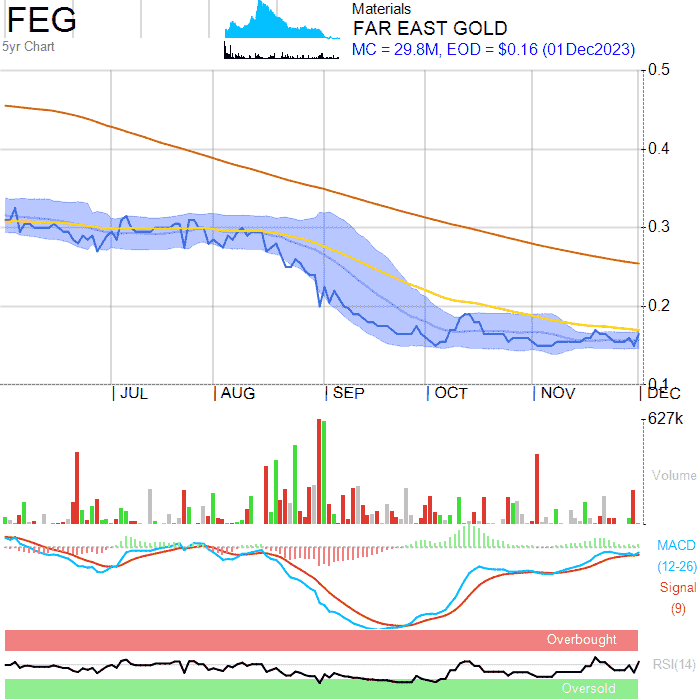 FEG
5yr Chart
Materials
FAR EAST GOLD
MC = 29.8M, EOD = $0.16 (01Dec2023)
0.5
0.4
0.3
0.2
0.1
| JUL | AUG | SEP | OCT | NOV | DEC
627k
Volume
MACD
(12-26)
Signal
(9)
Overbought
RSI(14)
Oversold